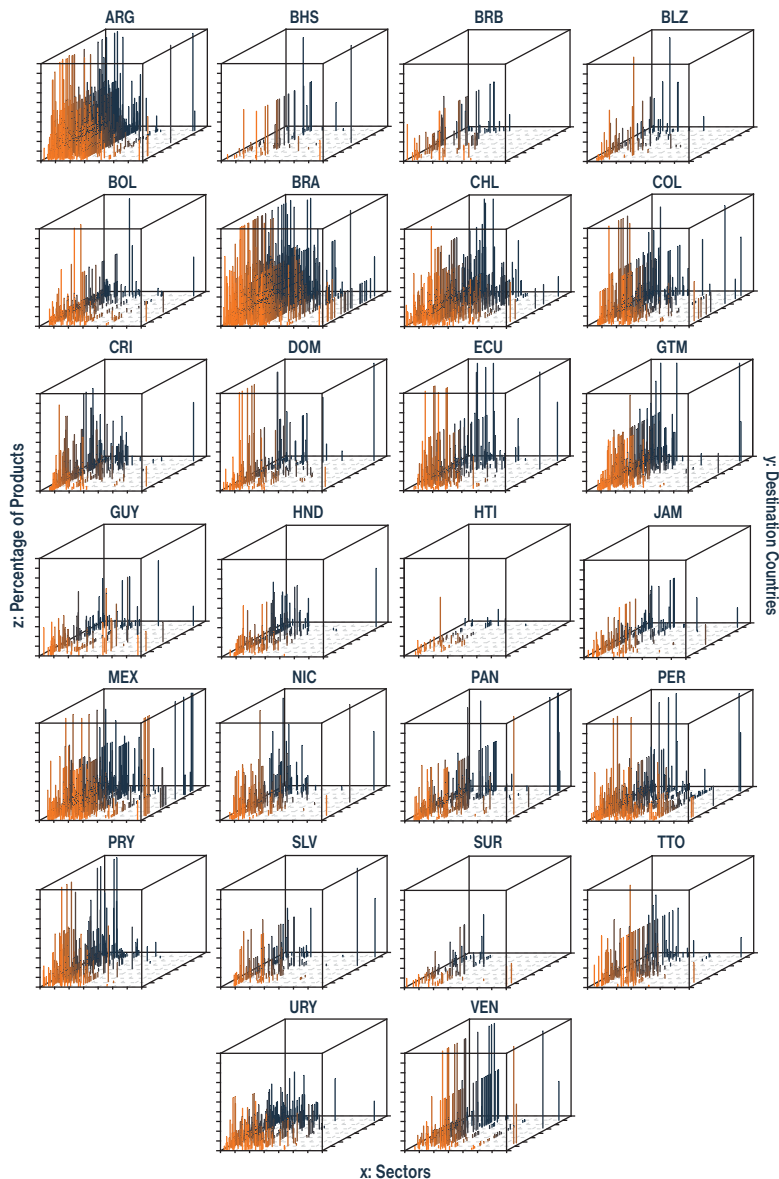 ARG BHS BRB BLZ
BOL BRA CHL COL
CRI DOM ECU GTM
z: Percentage of Products
y: Destination Countries
GUY HND HTI JAM
MEX NIC PAN PER
PRY SLV SUR TTO
URY VEN
x: Sectors